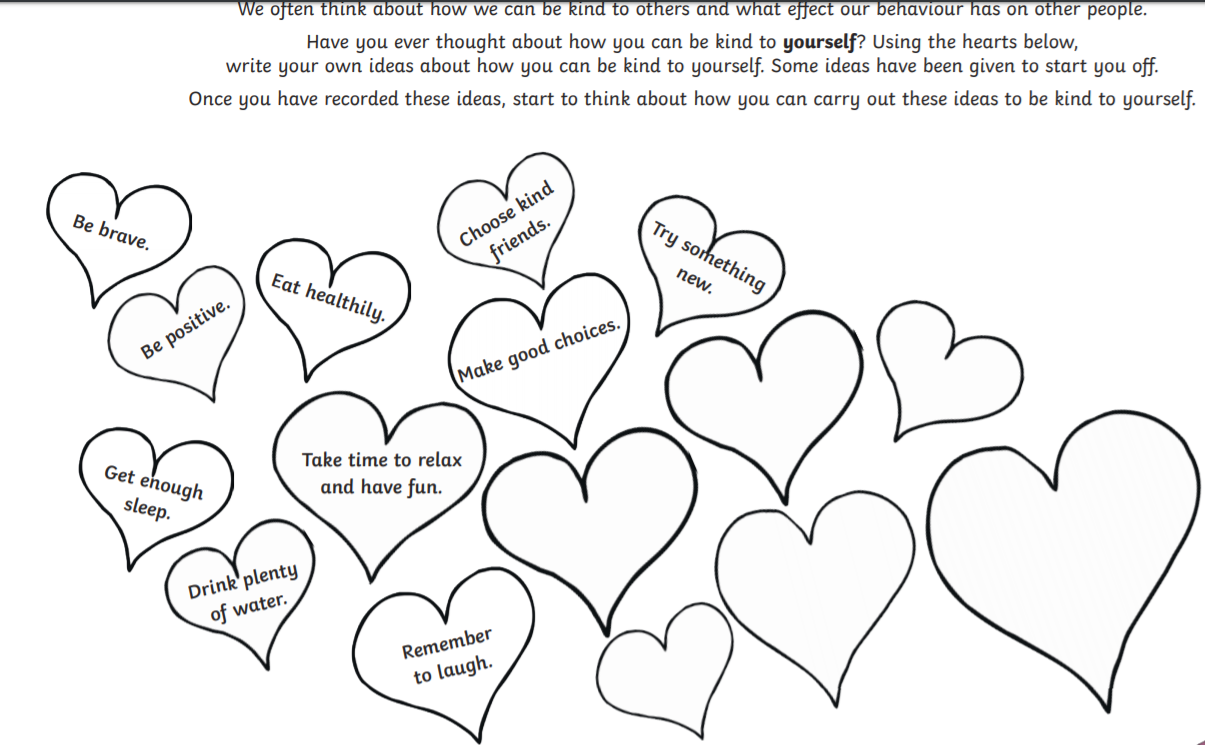 We often think about how we can be kind to others and what effect our behaviour has on other people.
Have you ever thought about how you can be kind to yourself? Using the hearts below,
write your own ideas about how you can be kind to yourself. Some ideas have been given to start you off.
Once you have recorded these ideas, start to think about how you can carry out these ideas to be kind to yourself.
Be brave.
Be positive.
Eat healthily.
Choose kind
friends.
Try something
new.
Make good choices.
Get enough
sleep.
Take time to relax
and have fun.
Drink plenty
of water.
Remember
to laugh.